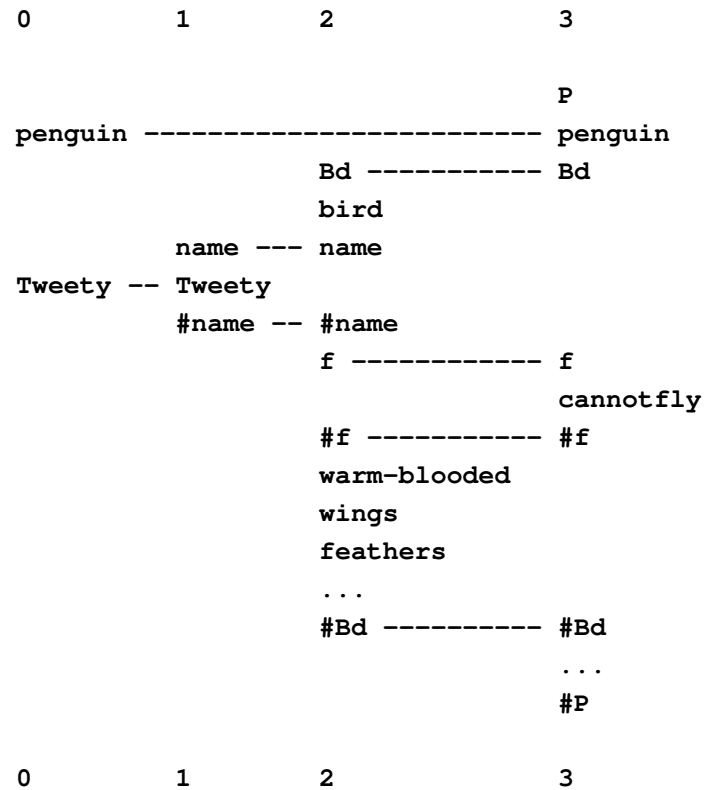 0 1 2 3
P
penguin ------------------------- penguin
Bd ----------- Bd
bird
name --- name
Tweety -- Tweety
#name -- #name
f ------------ f
cannotfly
#f ----------- #f
warm-blooded
wings
feathers
...
#Bd ---------- #Bd
...
#P
0 1 2 3